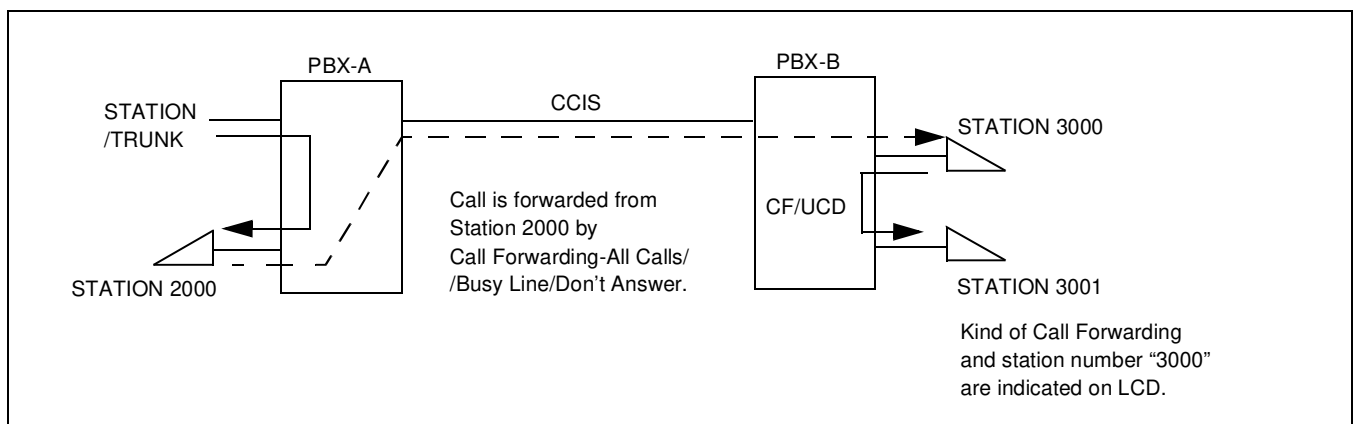 PBX-A
PBX-B
STATION
/TRUNK
CCIS
STATION 3000
Call is forwarded from
Station 2000 by
Call Forwarding-All Calls/
/Busy Line/Don't Answer.
CF/UCD
STATION 2000
STATION 3001
Kind of Call Forwarding
and station number “3000”
are indicated on LCD.